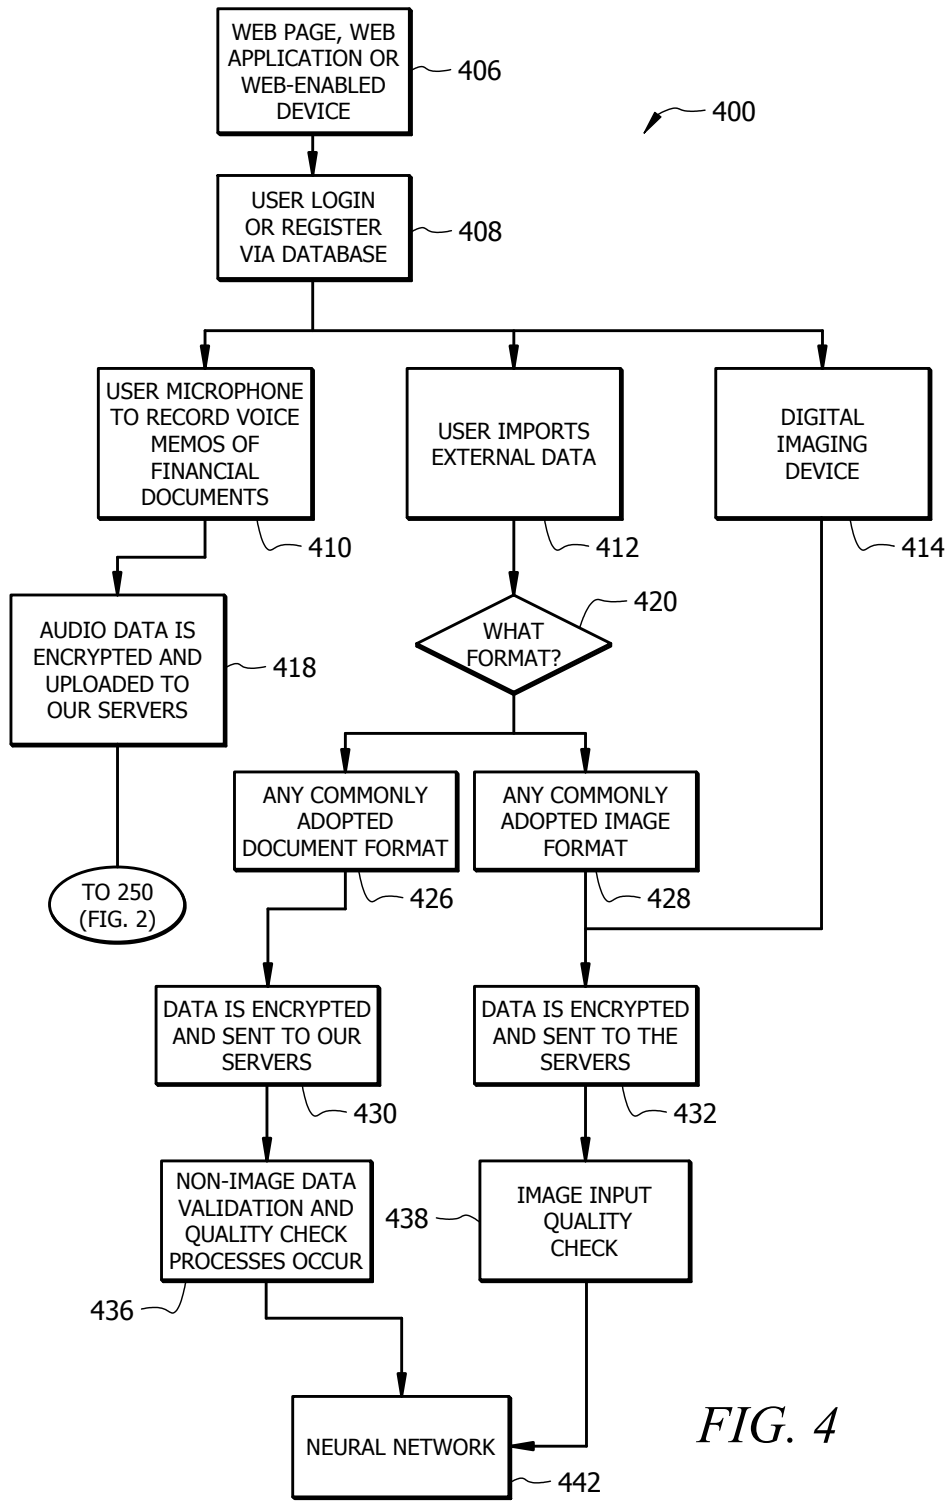 WEB PAGE, WEB
APPLICATION OR
WEB-ENABLED
DEVICE
406
400
USER LOGIN
OR REGISTER
VIA DATABASE
408
USER MICROPHONE
TO RECORD VOICE
MEMOS OF
FINANCIAL
DOCUMENTS
410
USER IMPORTS
EXTERNAL DATA
412
DIGITAL
IMAGING
DEVICE
414
AUDIO DATA IS
ENCRYPTED AND
UPLOADED TO
OUR SERVERS
418
WHAT
FORMAT?
420
ANY COMMONLY
ADOPTED
DOCUMENT FORMAT
426
ANY COMMONLY
ADOPTED IMAGE
FORMAT
428
TO 250
(FIG. 2)
DATA IS ENCRYPTED
AND SENT TO OUR
SERVERS
430
DATA IS ENCRYPTED
AND SENT TO THE
SERVERS
432
NON-IMAGE DATA
VALIDATION AND
QUALITY CHECK
PROCESSES OCCUR
436
IMAGE INPUT
QUALITY
CHECK
438
NEURAL NETWORK
442
FIG. 4